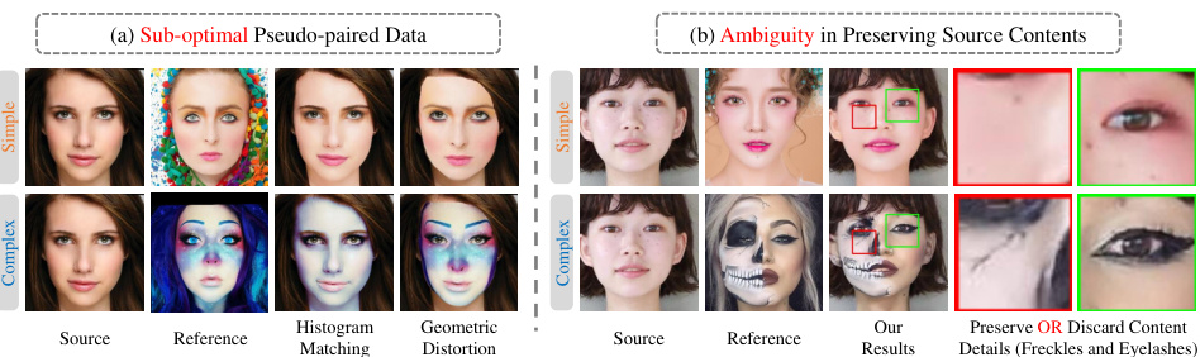 (a) Sub-optimal Pseudo-paired Data
(b) Ambiguity in Preserving Source Contents
Simple
Simple
Complex
Complex
Source
Reference
Histogram
Matching
Geometric
Distortion
Source
Reference
Our
Results
Preserve OR Discard Content
Details (Freckles and Eyelashes)